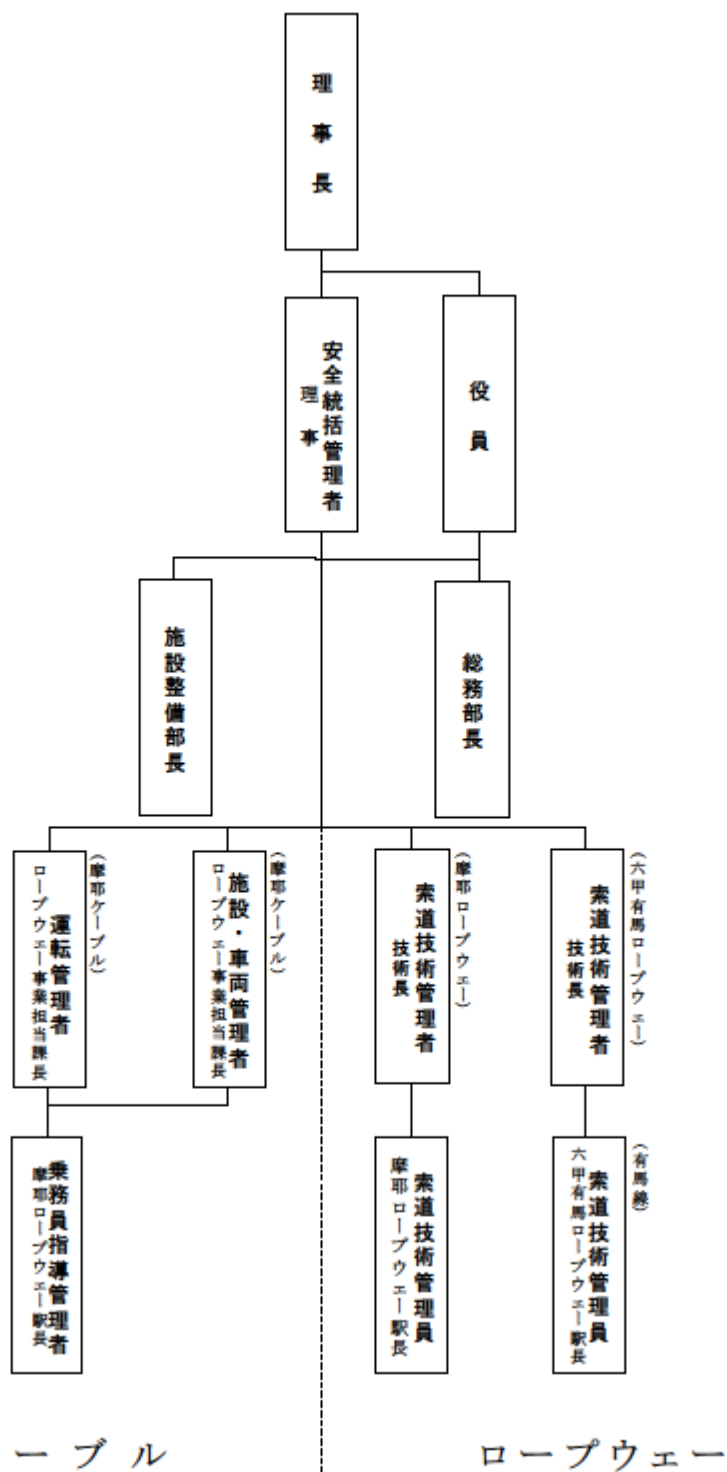 理事長
安全統括管理者
理事
役員
施設整備部長
総務部長
(摩耶ケーブル)
運転管理者
ロープウェー事業担当課長
(摩耶ケーブル)
施設・車両管理者
ロープウェー事業担当課長
(摩耶ロープウェー)
索道技術管理者
技術長
(六甲有馬ロープウェー)
索道技術管理者
技術長
乗務員指導管理者
摩耶ロープウェー駅長
索道技術管理員
摩耶ロープウェー駅長
(有馬線)
索道技術管理員
六甲有馬ロープウェー駅長
ーブル
ロープウェー